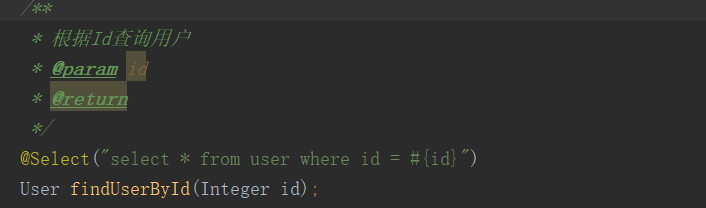 /**
* 根据Id查询用户
* @param id
* @return
*/
@Select("select * from user where id = #{id}")
User findUserById(Integer id);